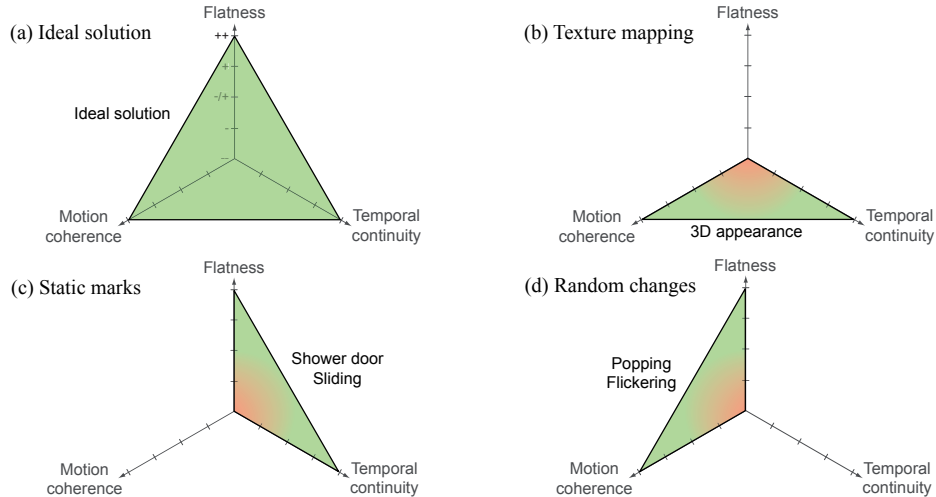 Flatness
(a) Ideal solution
++
+
-/+
-
--
Ideal solution
Motion
coherence
Temporal
continuity
Flatness
(b) Texture mapping
Motion
coherence
3D appearance
Temporal
continuity
Flatness
(c) Static marks
Shower door
Sliding
Motion
coherence
Temporal
continuity
Flatness
(d) Random changes
Popping
Flickering
Motion
coherence
Temporal
continuity